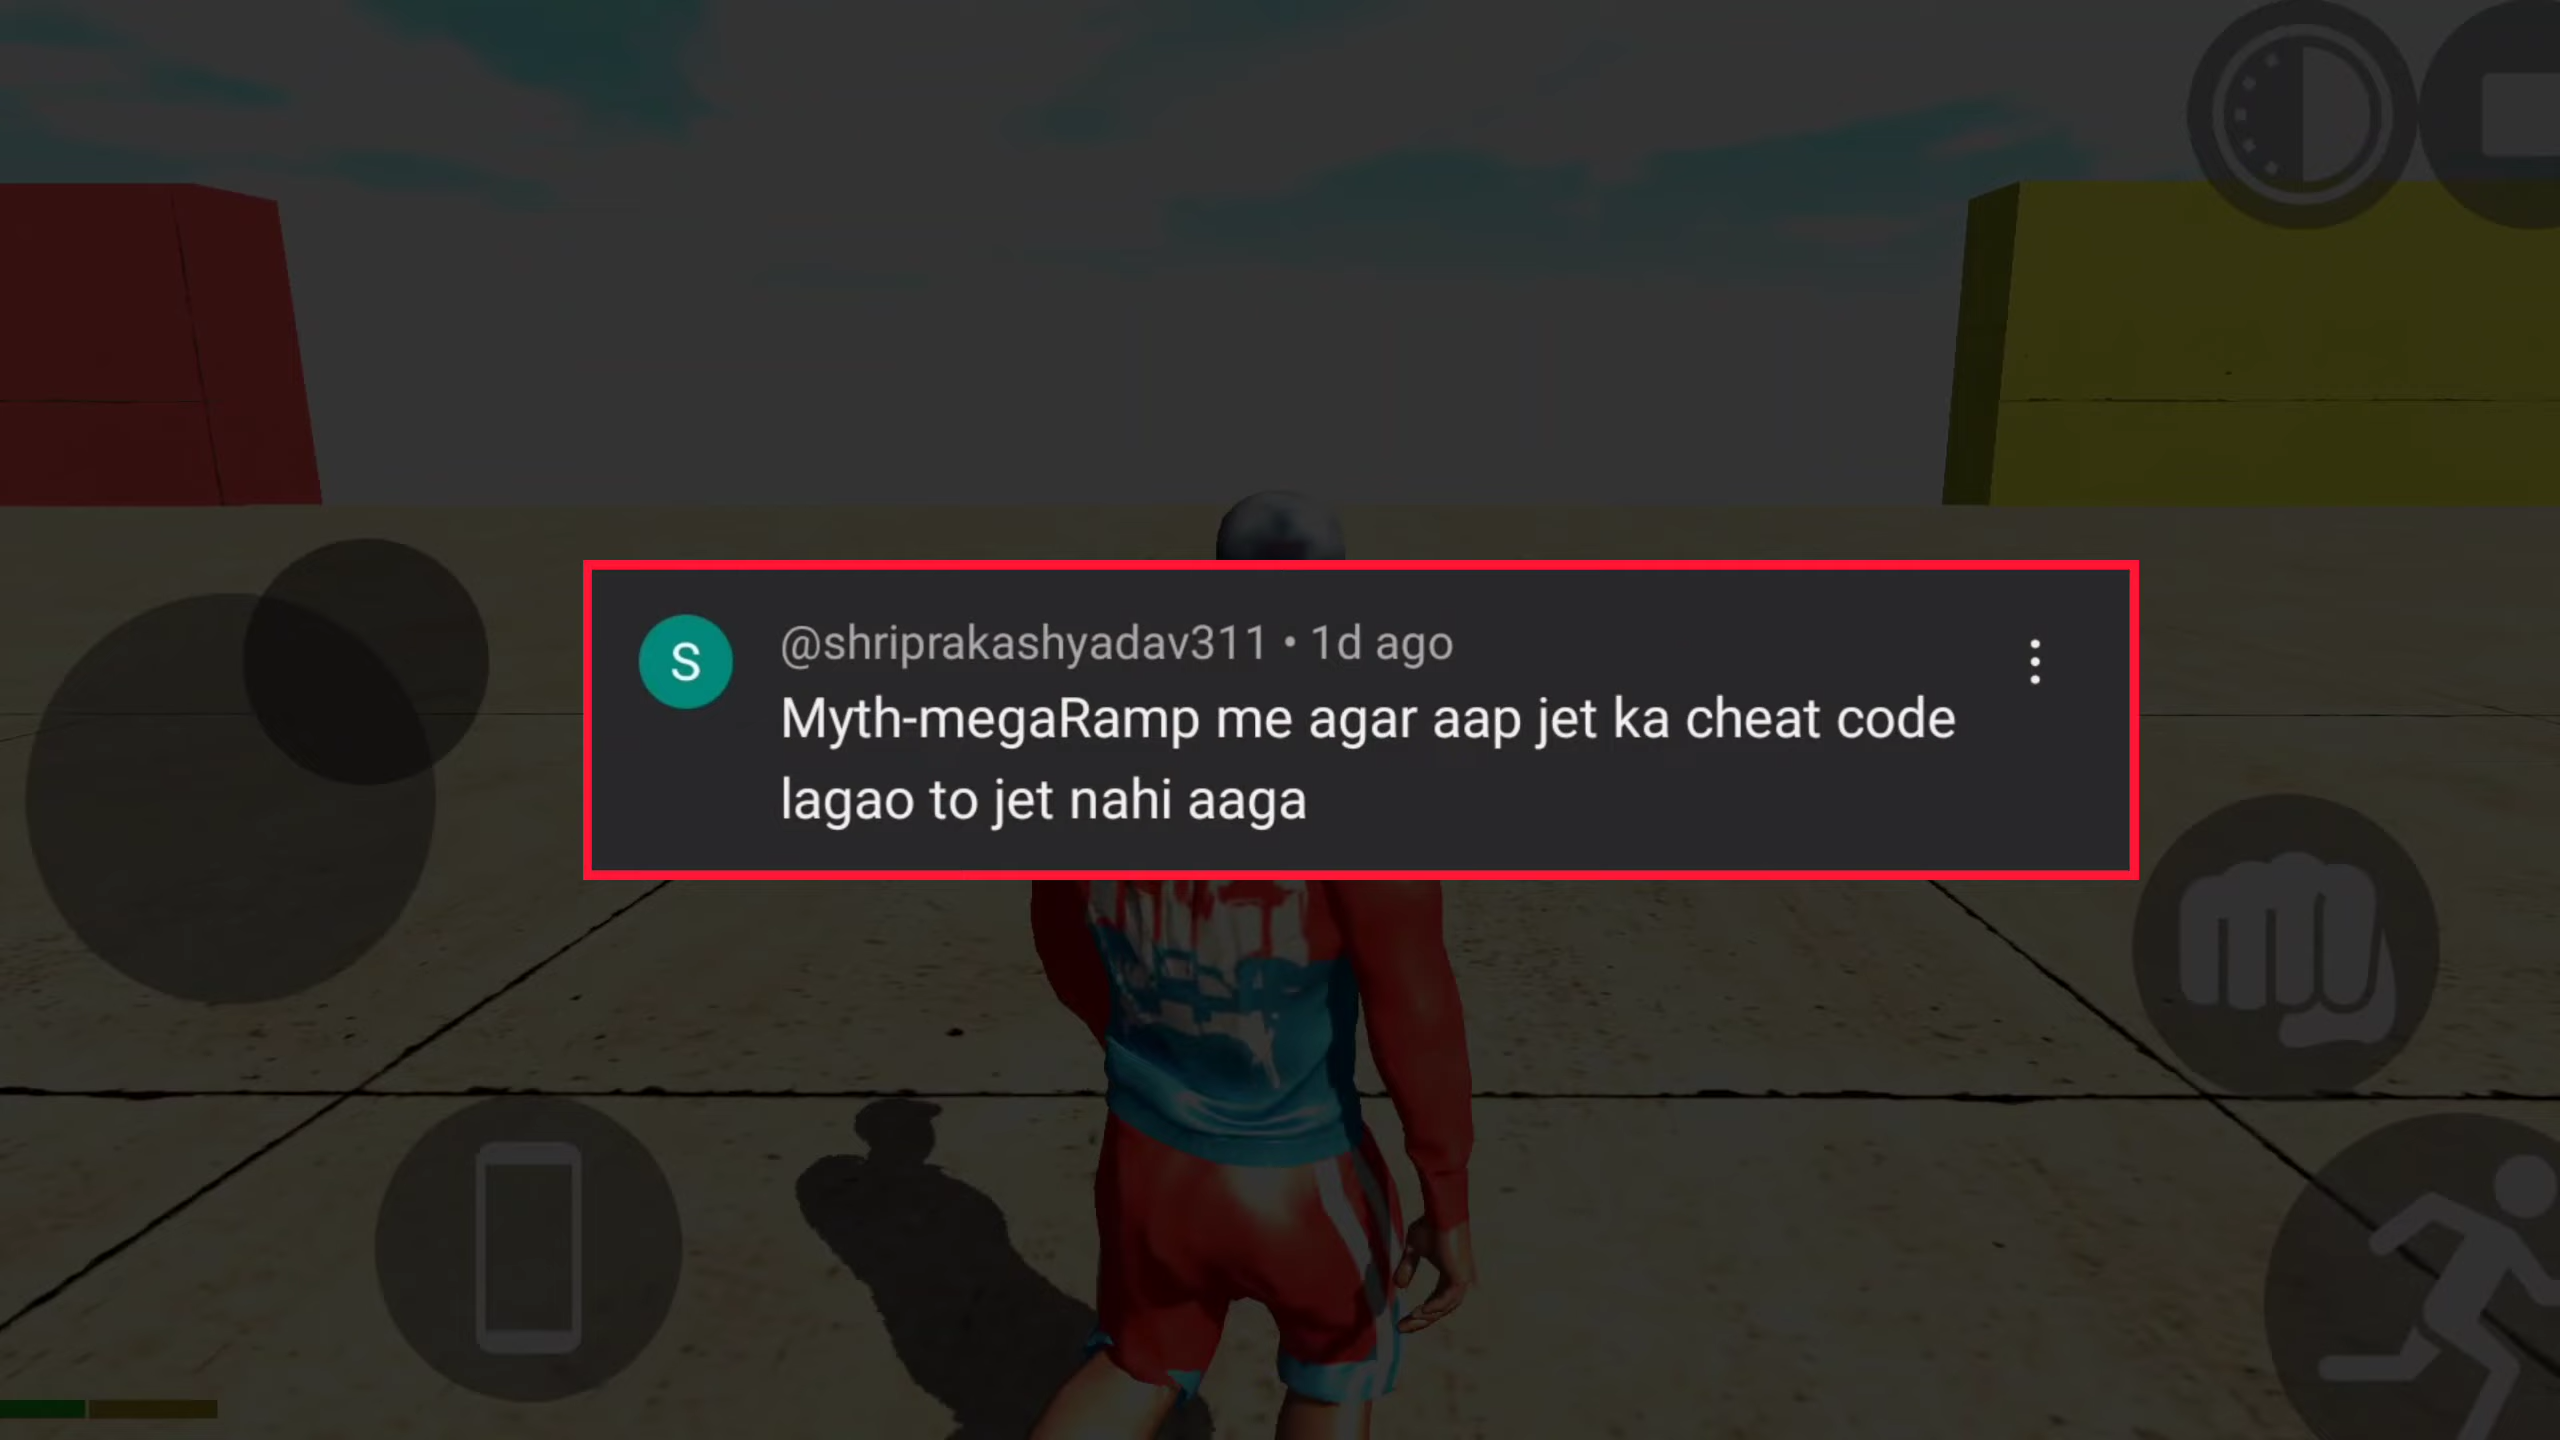 S
@shriprakashyadav311 • 1d ago
Myth-megaRamp me agar aap jet ka cheat code
lagao to jet nahi aaga